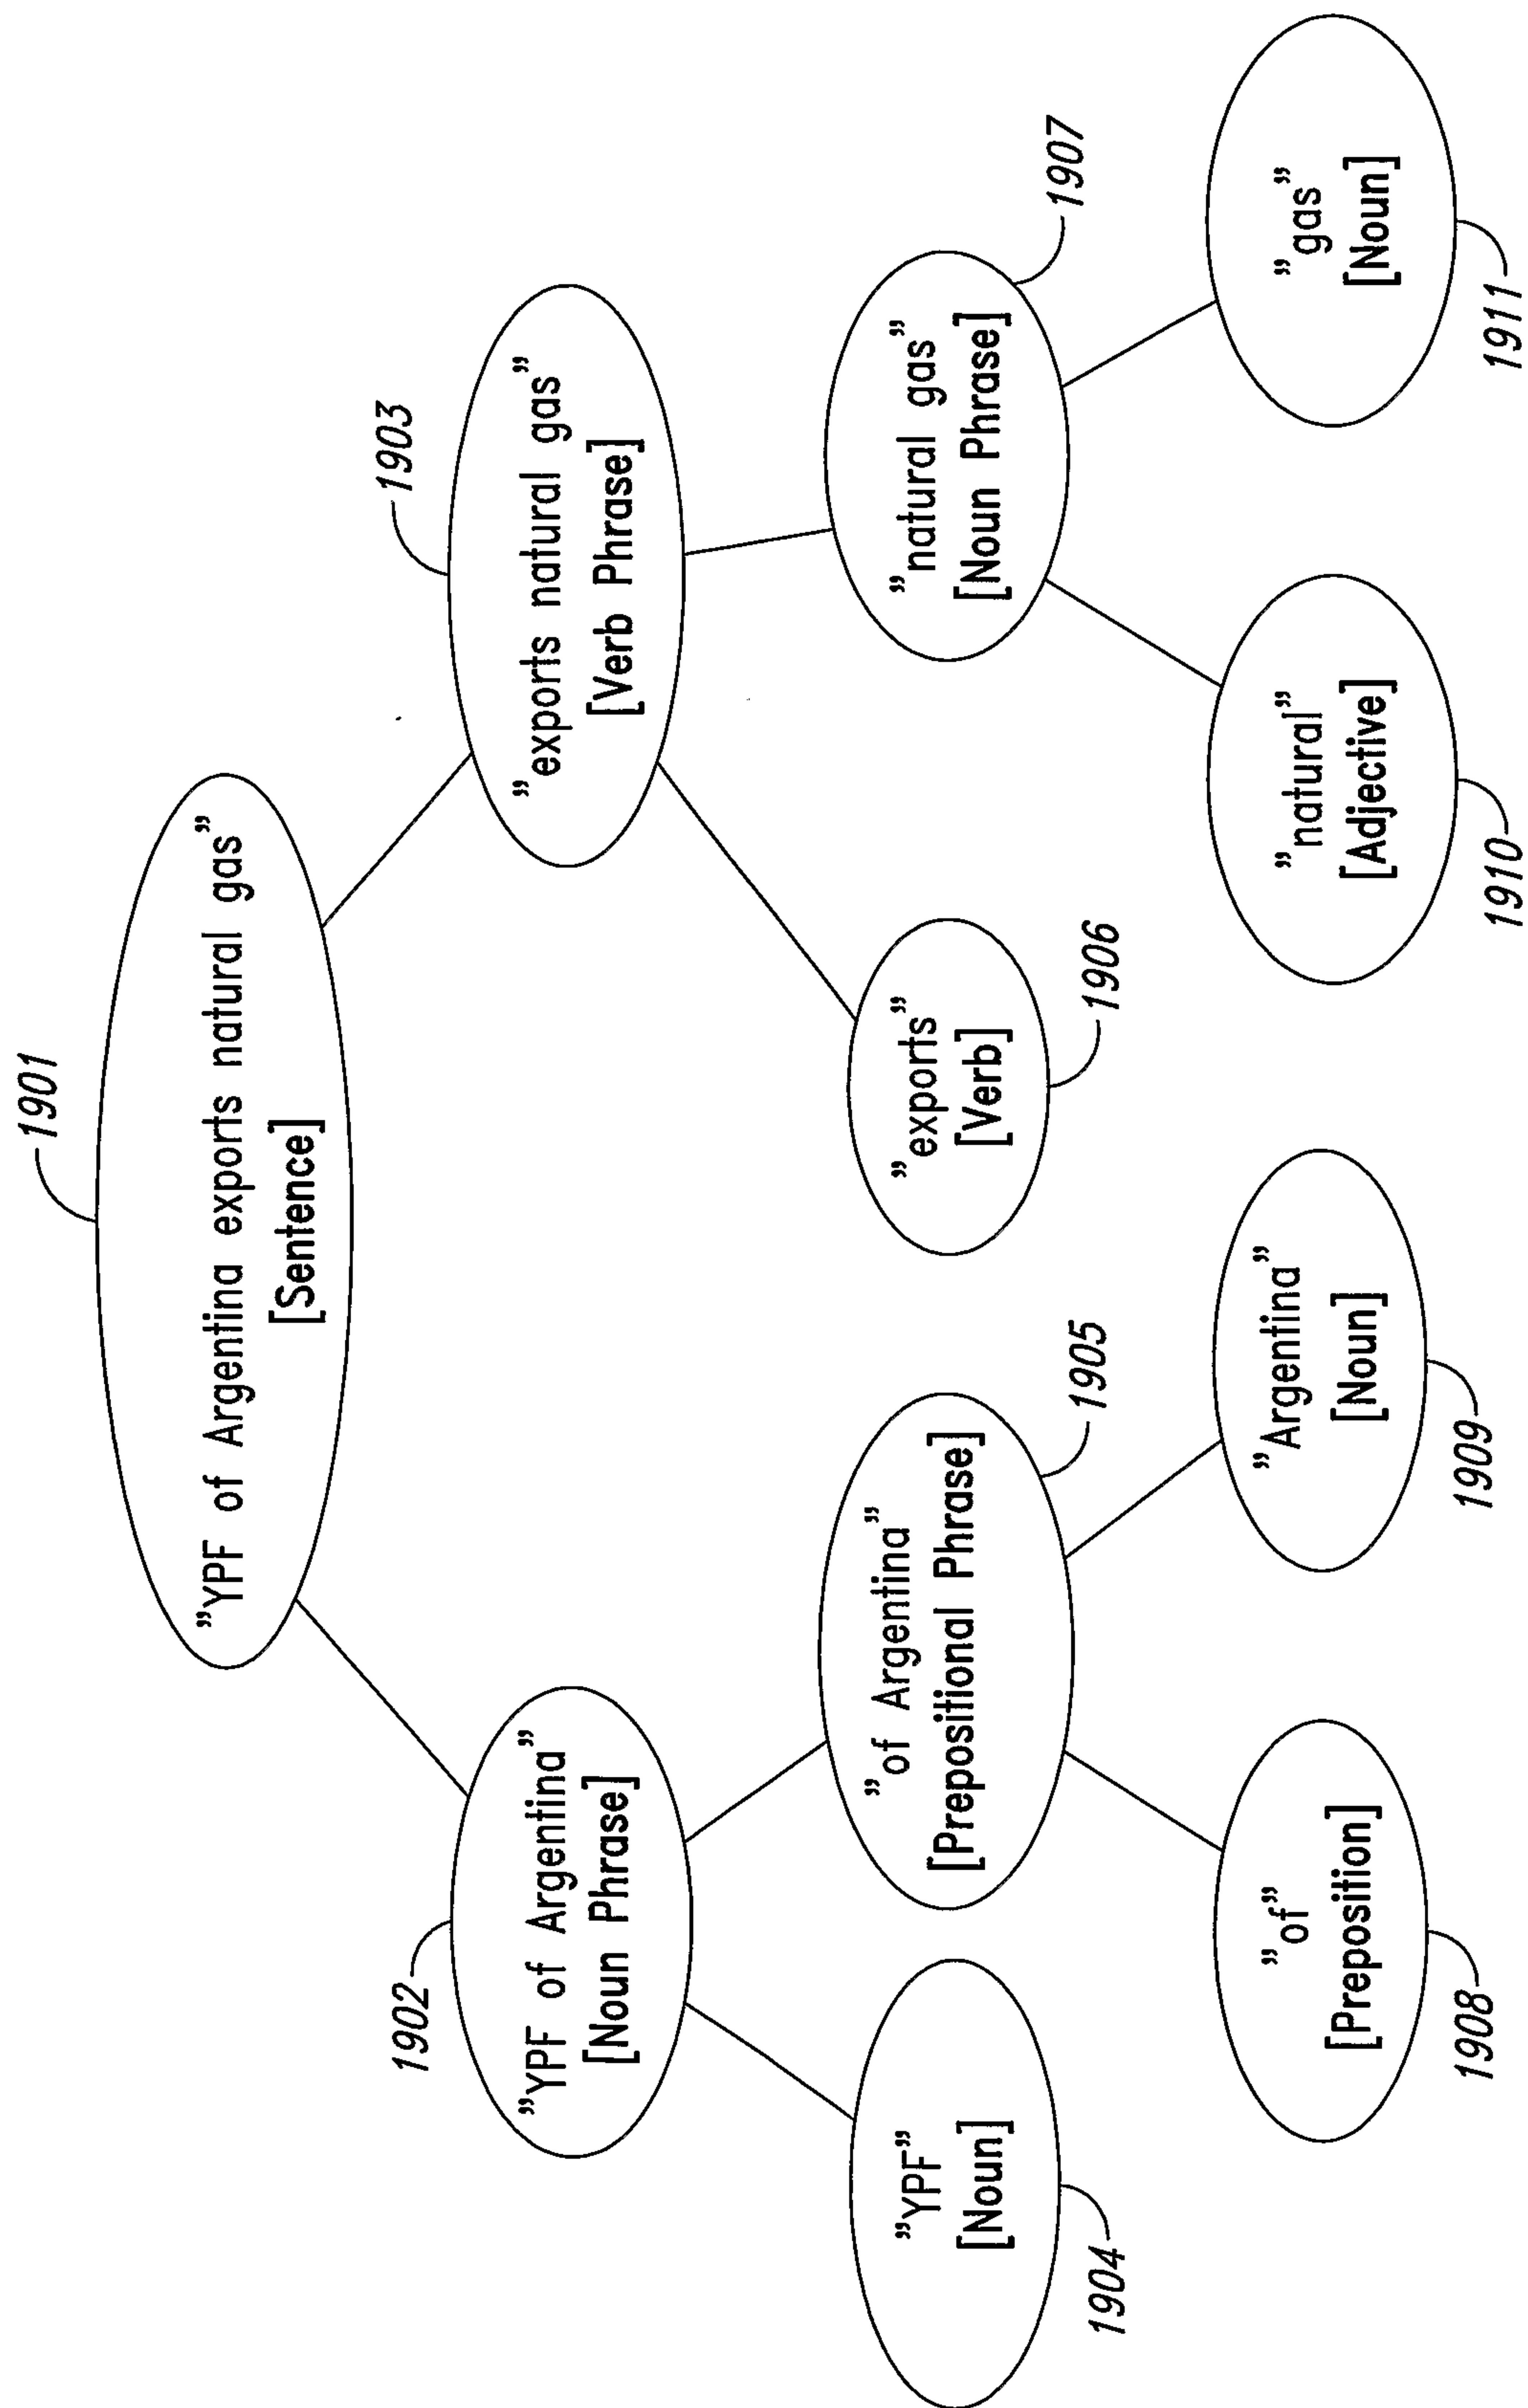 1901
”YPF of Argentina exports natural gas”
[Sentence]
1902
”YPF of Argentina”
[Noun Phrase]
1903
”exports natural gas”
[Verb Phrase]
”YPF”
[Noun]
1904
”of Argentina”
[Prepositional Phrase]
1905
”exports”
[Verb]
1906
”natural gas”
[Noun Phrase]
1907
”of”
[Preposition]
1908
”Argentina”
[Noun]
1909
”natural”
[Adjective]
1910
”gas”
[Noun]
1911